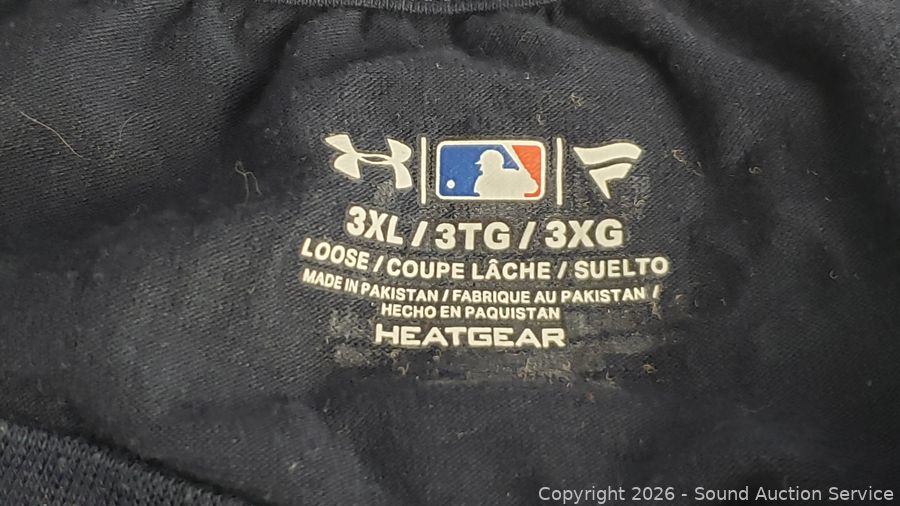 3XL / 3TG / 3XG
LOOSE / COUPE LÂCHE / SUELTO
MADE IN PAKISTAN / FABRIQUE AU PAKISTAN /
HECHO EN PAQUISTAN
HEATGEAR
Copyright © 2026 - Sound Auction Service